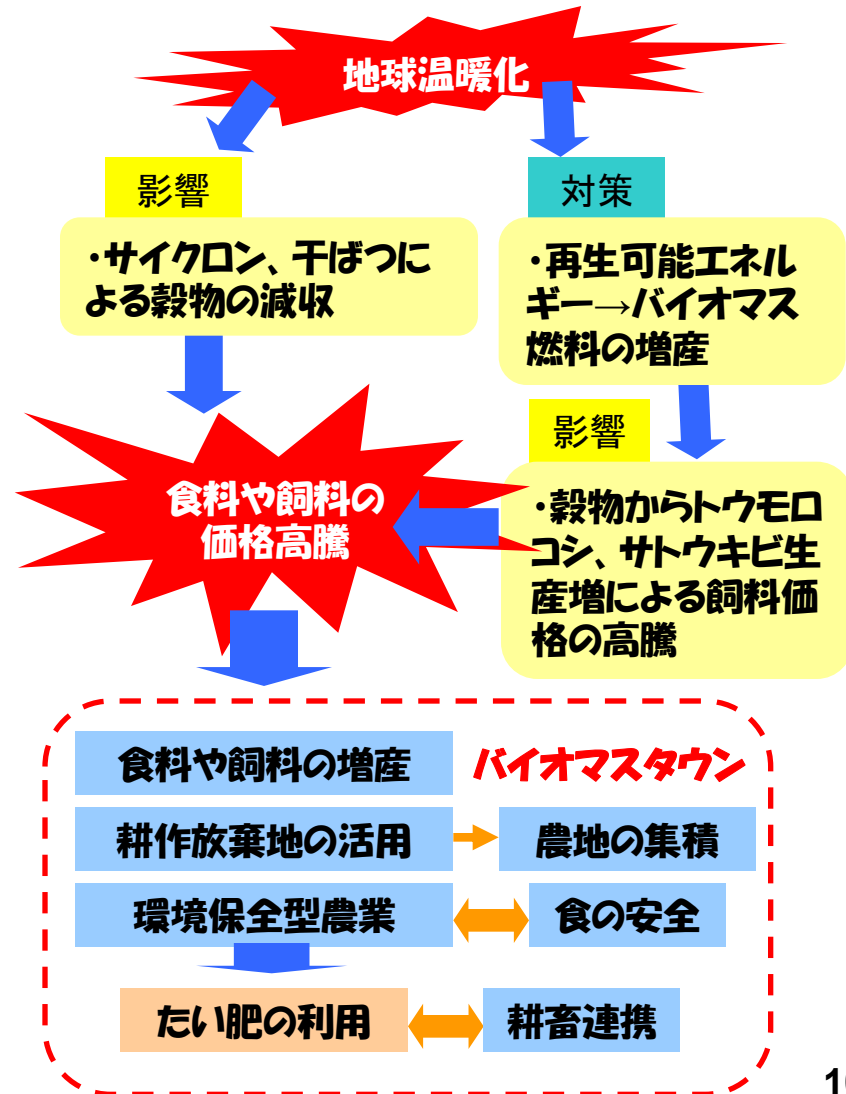 地球温暖化
影響
対策
・サイクロン、干ばつに
よる穀物の減収
・再生可能エネル
ギー→バイオマス
燃料の増産
影響
食料や飼料の
価格高騰
・穀物からトウモロ
コシ、サトウキビ生
産増による飼料価
格の高騰
食料や飼料の増産
バイオマスタウン
耕作放棄地の活用
農地の集積
環境保全型農業
食の安全
たい肥の利用
耕畜連携